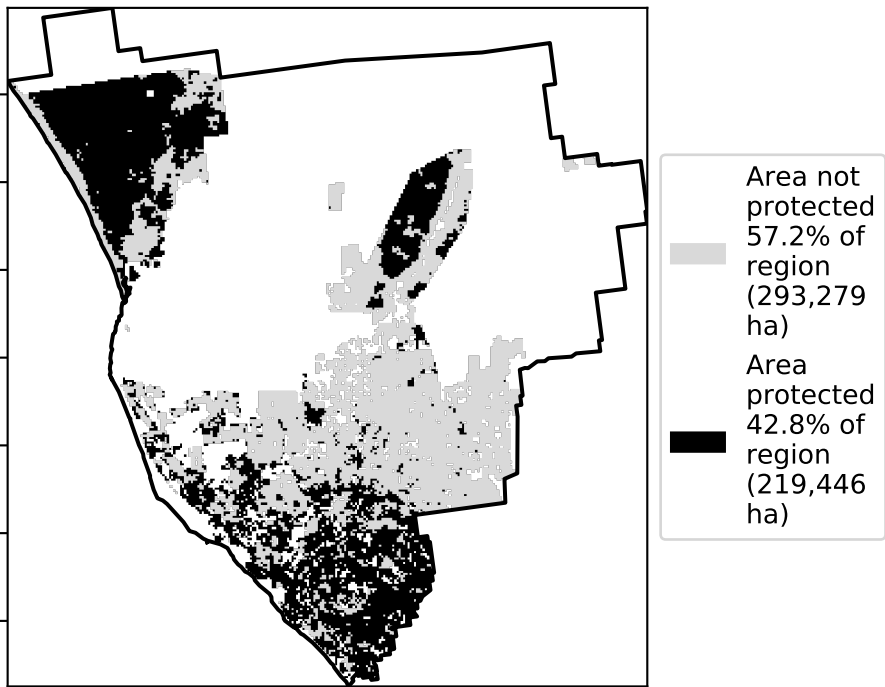 Area not
protected
57.2% of
region
(293,279
ha)
Area
protected
42.8% of
region
(219,446
ha)